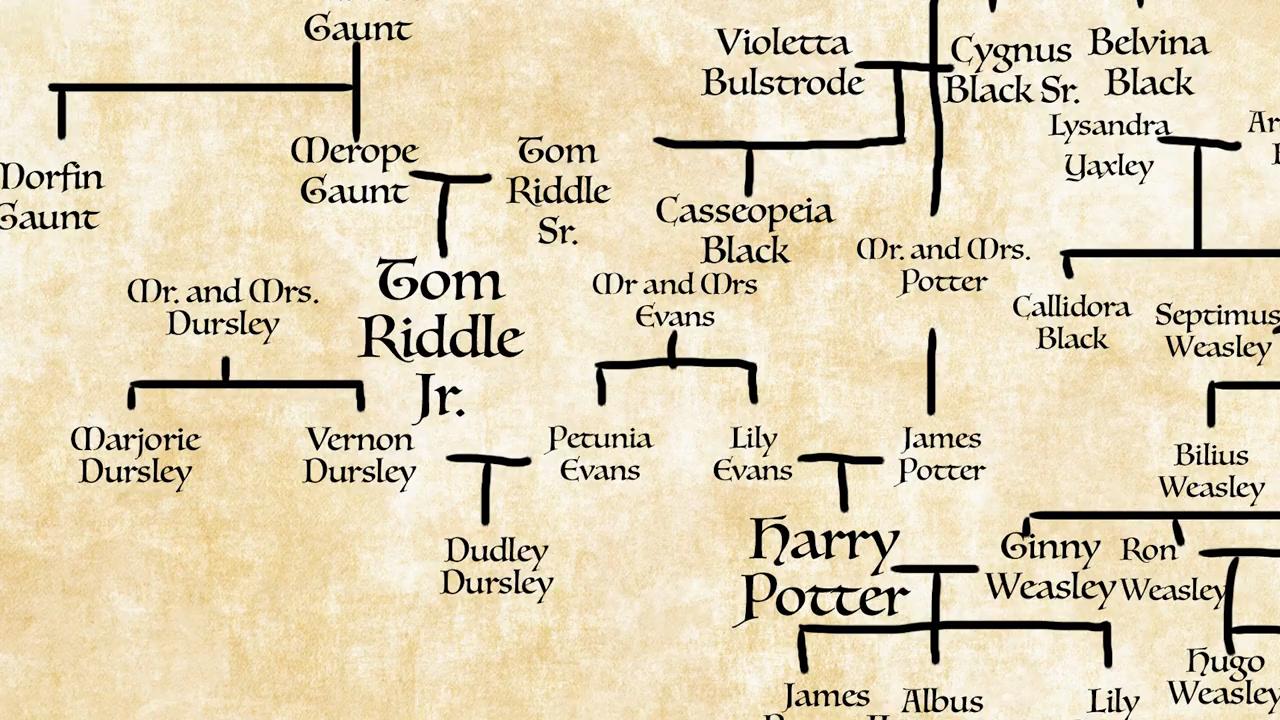 Gaunt
Violetta
Bulstrode
Cygnus
Black Sr.
Belvina
Black
Lysandra
Yaxley
Merope
Gaunt
Tom
Riddle
Sr.
Gaunt
Casseopeia
Black
Mr. and Mrs.
Potter
Tom
Riddle
Jr.
Mr. and Mrs.
Dursley
Mr and Mrs
Evans
Callidora
Black
Septimus
Weasley
Marjorie
Dursley
Vernon
Dursley
Petunia
Evans
Lily
Evans
James
Potter
Bilius
Weasley
Dudley
Dursley
Harry
Potter
Ginny
Weasley
Ron
Weasley
Hugo
Weasley
James
Albus
Lily